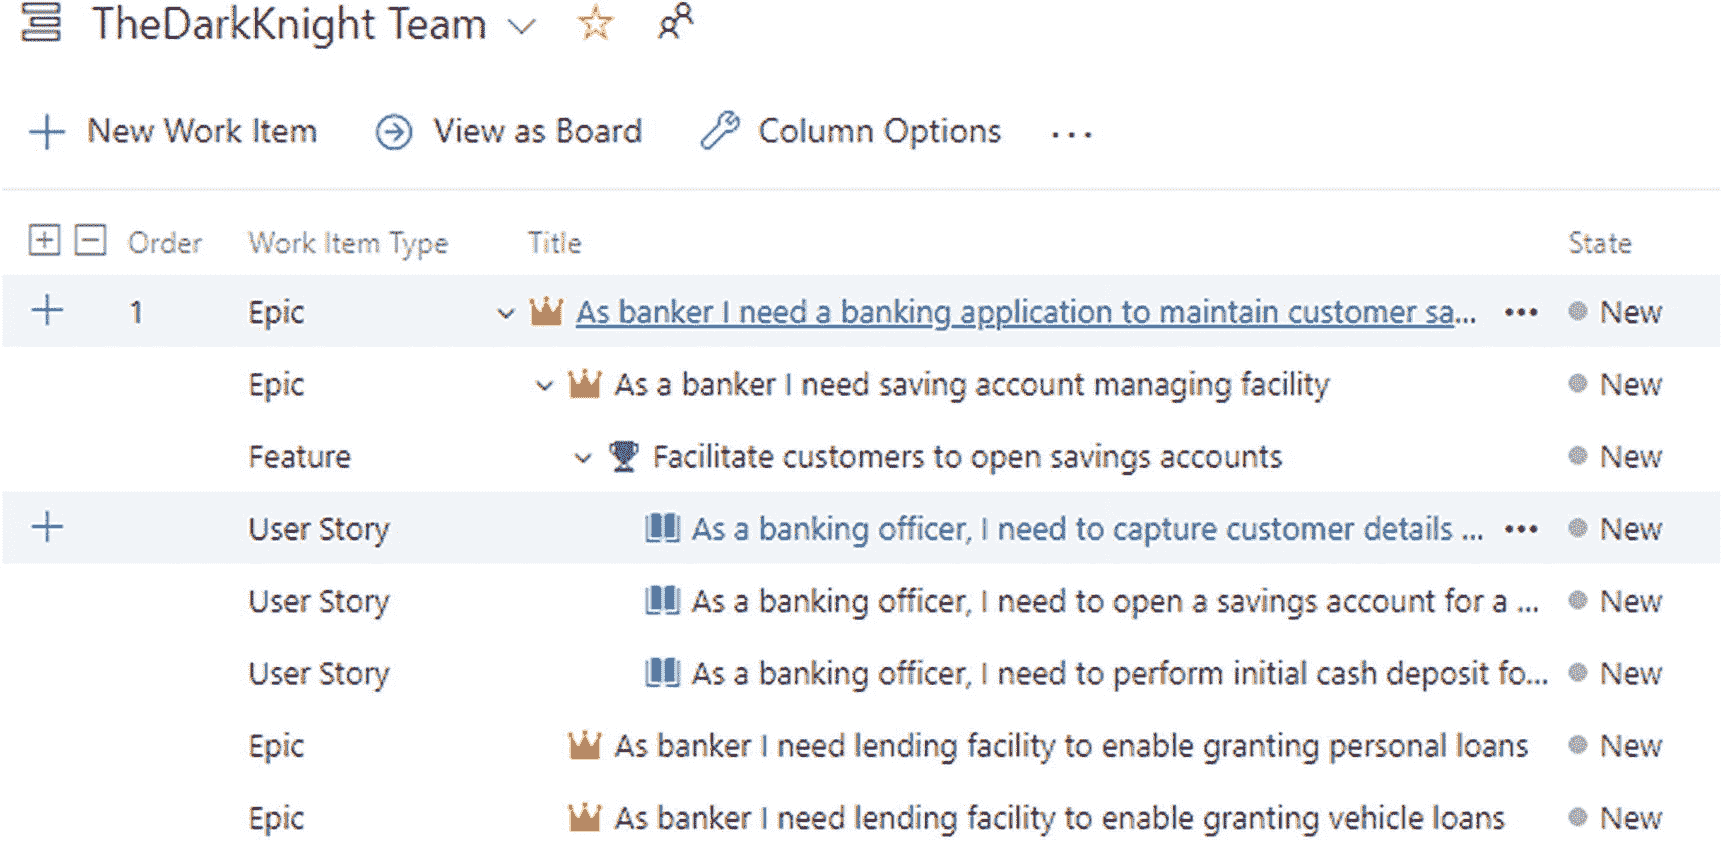 TheDarkKnight Team
New Work Item View as Board Column Options ...
Order Work Item Type Title State
1 Epic As banker I need a banking application to maintain customer sa... ... New
Epic As a banker I need saving account managing facility New
Feature Facilitate customers to open savings accounts New
User Story As a banking officer, I need to capture customer details ... ... New
User Story As a banking officer, I need to open a savings account for a ... New
User Story As a banking officer, I need to perform initial cash deposit fo... New
Epic As banker I need lending facility to enable granting personal loans New
Epic As banker I need lending facility to enable granting vehicle loans New